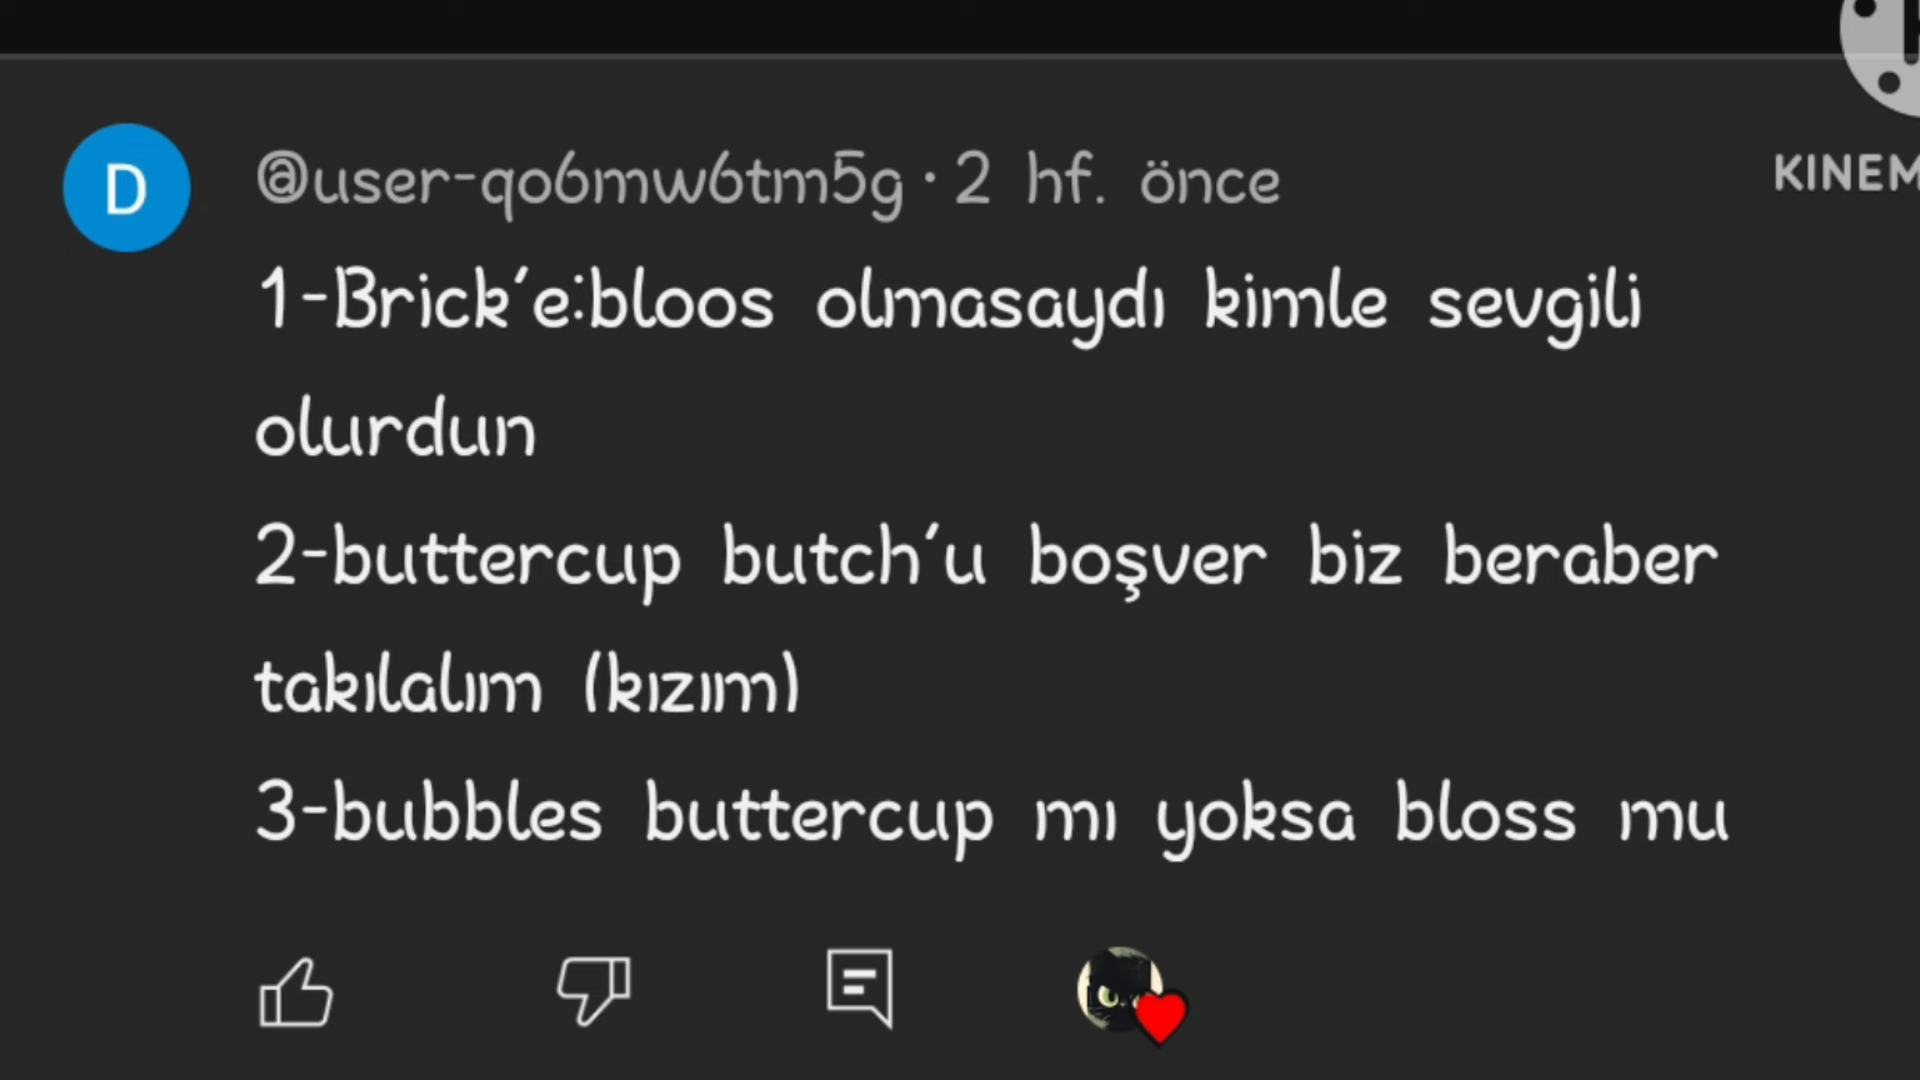 D
@user-qo6mw6tm5g · 2 hf. önce
KINEM
1-Brick'e:bloos olmasaydı kimle sevgili
olurdun
2-buttercup butch'u boşver biz beraber
takılalım (kızım)
3-bubbles buttercup mı yoksa bloss mu